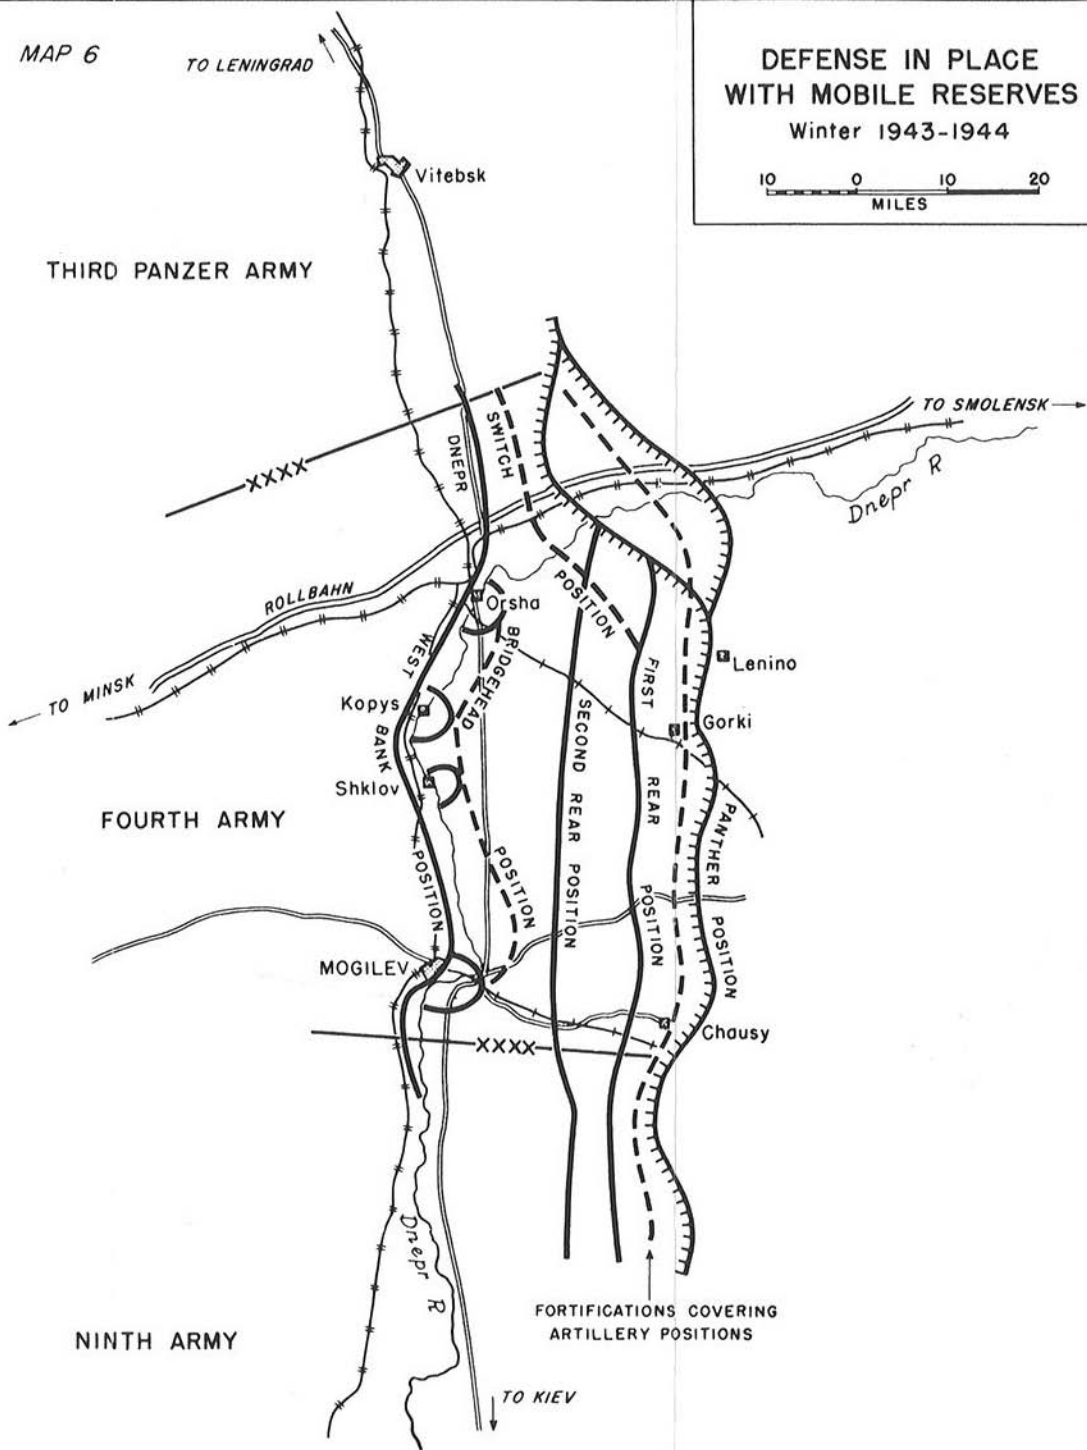 MAP 6
TO LENINGRAD
DEFENSE IN PLACE
WITH MOBILE RESERVES
Winter 1943-1944
10 0 10 20
MILES
Vitebsk
THIRD PANZER ARMY
TO SMOLENSK
SWITCH
DNEPR
XXXX
Dnepr R
ROLLBAHN
POSITION
Orsha
WEST
BRIDGEHEAD
Lenino
FIRST
TO MINSK
Kopys
SECOND REAR POSITION
Gorki
BANK
Shklov
REAR
PANTHER POSITION
FOURTH ARMY
POSITION
POSITION
POSITION
MOGILEV
Chausy
XXXX
Dnepr R
FORTIFICATIONS COVERING
ARTILLERY POSITIONS
NINTH ARMY
TO KIEV